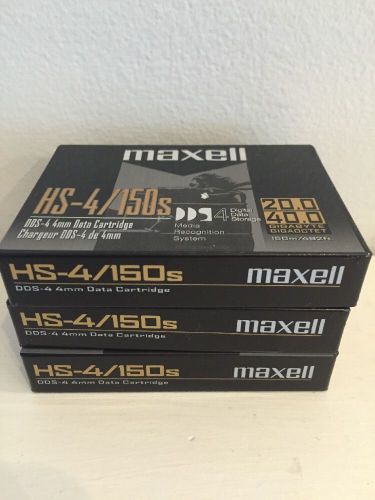 maxell
HS-4/150s
DDS-4 4mm Data Cartridge
Chargeur DDS-4 de 4mm
DDS 4 Digital Data Storage
Media Recognition System
20.0
40.0
GIGABYTE
GIGAOCTET
150m/492ft
HS-4/150s maxell
DDS-4 4mm Data Cartridge
HS-4/150s maxell
DDS-4 4mm Data Cartridge
HS-4/150s maxell
DDS-4 4mm Data Cartridge